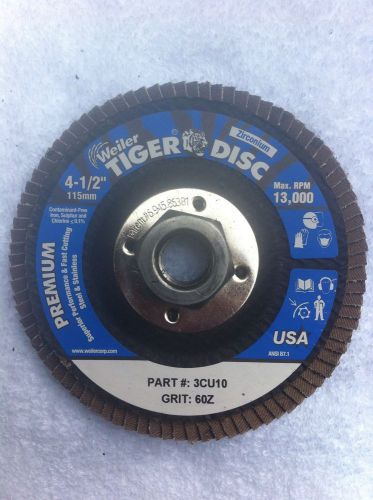 Weiler
TIGER DISC
Zirconium
4-1/2"
115mm
Contaminant-Free
Iron, Sulphur and
Chlorine ≤ 0.1%
Max. RPM
13,000
PREMIUM
Superior Performance & Fast Cutting
Steel & Stainless
www.weilercorp.com
USA
ANSI B7.1
PART #: 3CU10
GRIT: 60Z